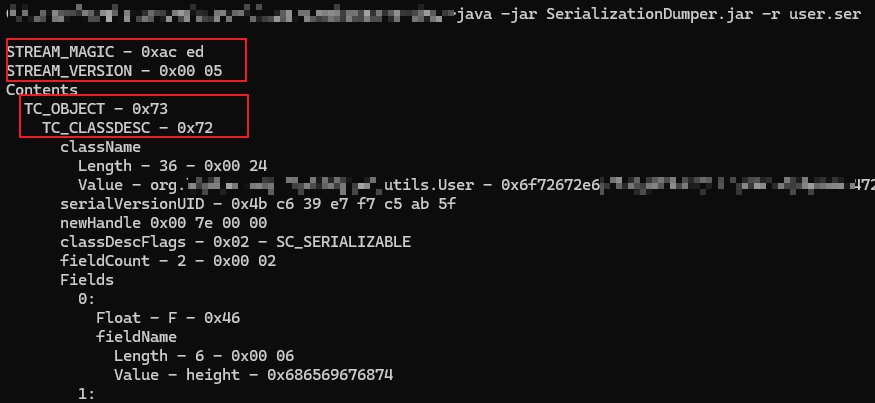 java -jar SerializationDumper.jar -r user.ser
STREAM_MAGIC - 0xac ed
STREAM_VERSION - 0x00 05
Contents
TC_OBJECT - 0x73
TC_CLASSDESC - 0x72
className
Length - 36 - 0x00 24
Value - org. utils.User - 0x6f72672e6 472
serialVersionUID - 0x4b c6 39 e7 f7 c5 ab 5f
newHandle 0x00 7e 00 00
classDescFlags - 0x02 - SC_SERIALIZABLE
fieldCount - 2 - 0x00 02
Fields
0:
Float - F - 0x46
fieldName
Length - 6 - 0x00 06
Value - height - 0x686569676874
1: